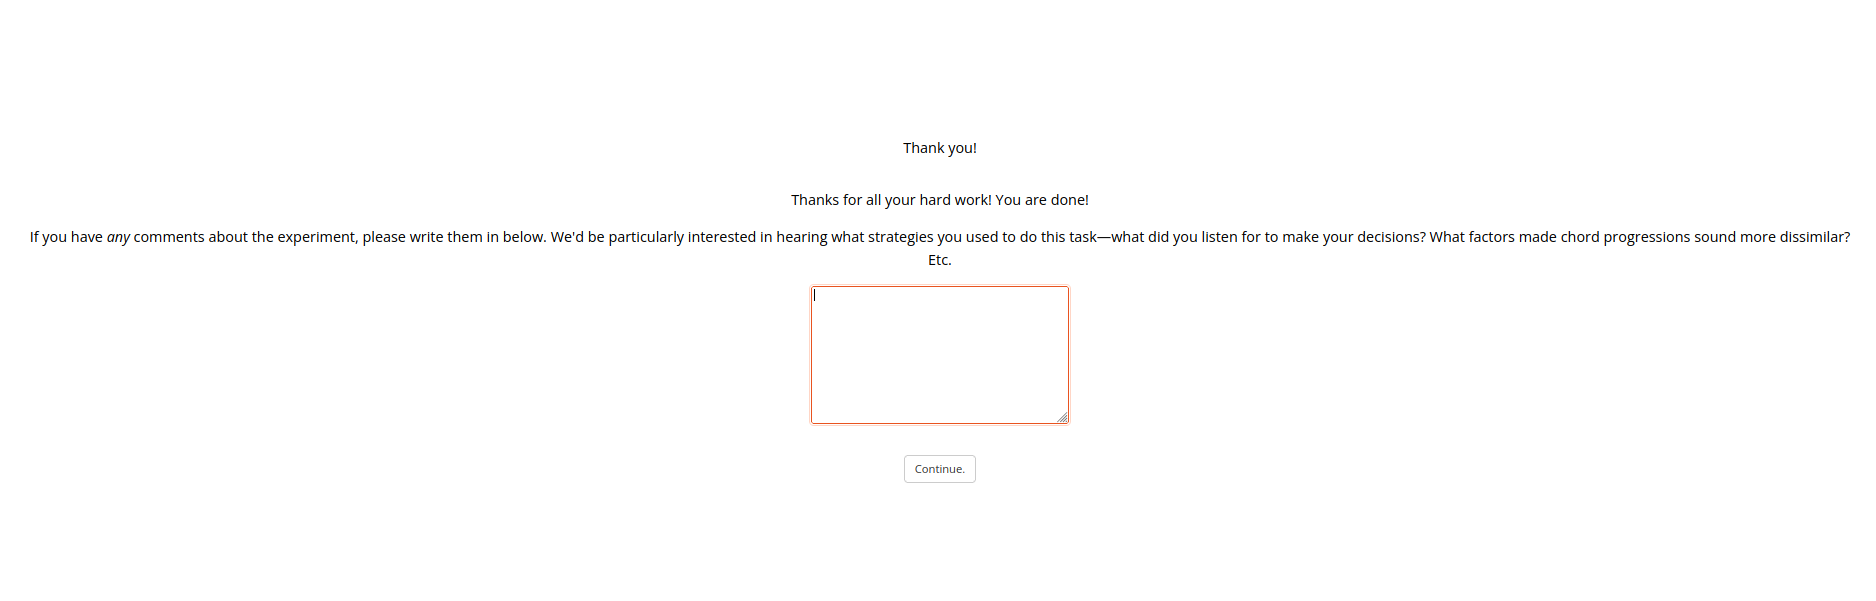 Thank you!
Thanks for all your hard work! You are done!
If you have any comments about the experiment, please write them in below. We'd be particularly interested in hearing what strategies you used to do this task—what did you listen for to make your decisions? What factors made chord progressions sound more dissimilar?
Etc.
Continue.